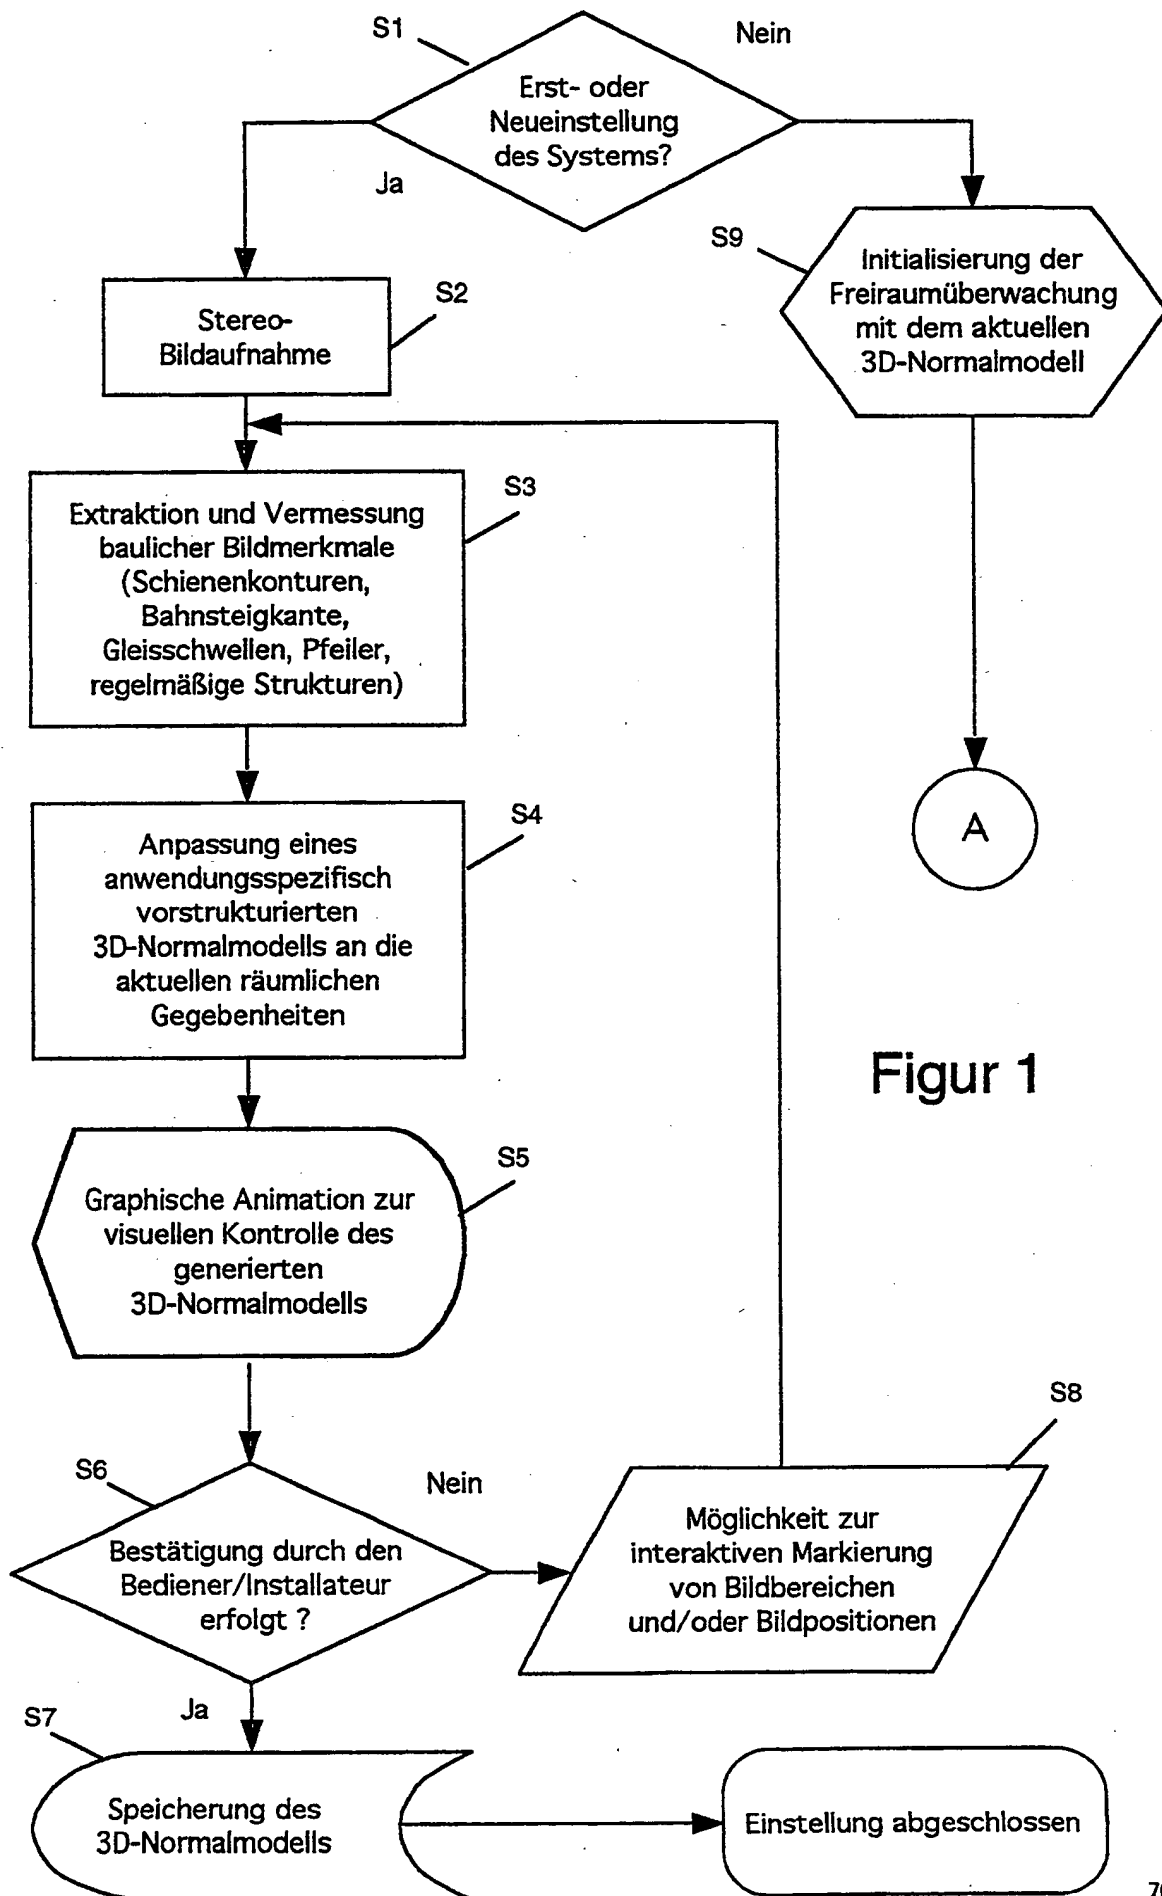 S1
Nein
Erst- oder
Neueinstellung
des Systems?
Ja
S9
Initialisierung der
Freiraumüberwachung
mit dem aktuellen
3D-Normalmodell
S2
Stereo-
Bildaufnahme
S3
Extraktion und Vermessung
baulicher Bildmerkmale
(Schienenkonturen,
Bahnsteigkante,
Gleisschwellen, Pfeiler,
regelmäßige Strukturen)
A
S4
Anpassung eines
anwendungsspezifisch
vorstrukturierten
3D-Normalmodells an die
aktuellen räumlichen
Gegebenheiten
Figur 1
S5
Graphische Animation zur
visuellen Kontrolle des
generierten
3D-Normalmodells
S6
Nein
Bestätigung durch den
Bediener/Installateur
erfolgt ?
S8
Möglichkeit zur
interaktiven Markierung
von Bildbereichen
und/oder Bildpositionen
Ja
S7
Speicherung des
3D-Normalmodells
Einstellung abgeschlossen